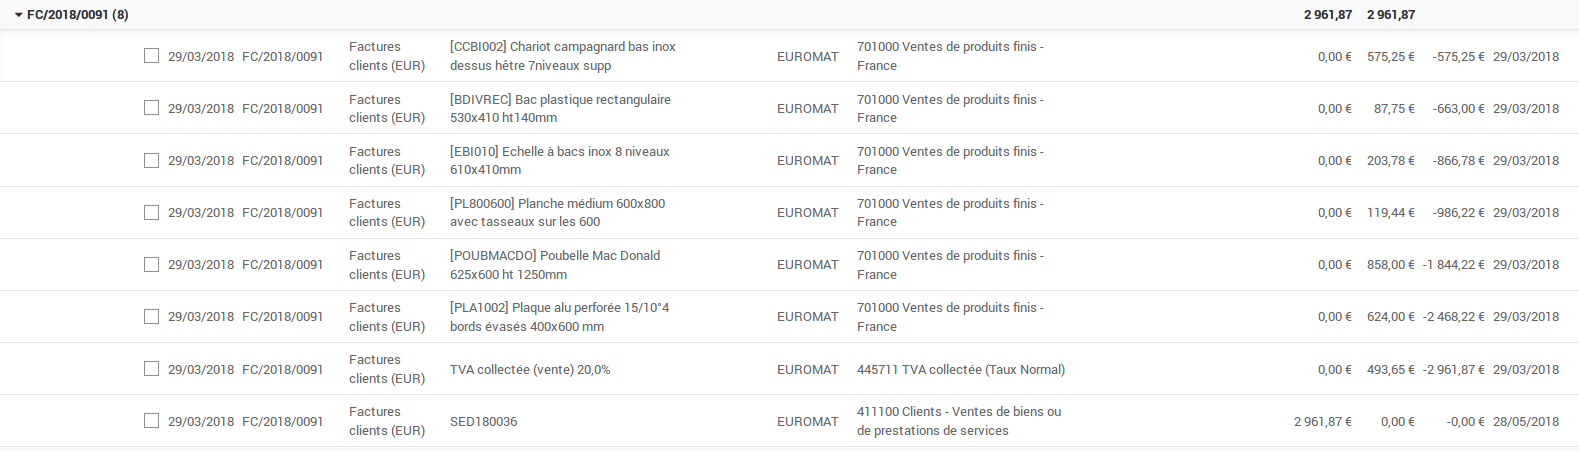 FC/2018/0091 (8) 2 961,87 2 961,87
Factures [CCBI002] Chariot campagnard bas inox 701000 Ventes de produits finis -
29/03/2018 FC/2018/0091 EUROMAT 0,00 € 575,25 € -575,25 € 29/03/2018
clients (EUR) dessus hêtre 7niveaux supp France
Factures [BDIVREC] Bac plastique rectangulaire 701000 Ventes de produits finis -
29/03/2018 FC/2018/0091 EUROMAT 0,00 € 87,75 € -663,00 € 29/03/2018
clients (EUR) 530x410 ht140mm France
Factures [EBI010] Echelle à bacs inox 8 niveaux 701000 Ventes de produits finis -
29/03/2018 FC/2018/0091 EUROMAT 0,00 € 203,78 € -866,78 € 29/03/2018
clients (EUR) 610x410mm France
Factures [PL800600] Planche médium 600x800 701000 Ventes de produits finis -
29/03/2018 FC/2018/0091 EUROMAT 0,00 € 119,44 € -986,22 € 29/03/2018
clients (EUR) avec tasseaux sur les 600 France
Factures [POUBMACDO] Poubelle Mac Donald 701000 Ventes de produits finis -
29/03/2018 FC/2018/0091 EUROMAT 0,00 € 858,00 € -1 844,22 € 29/03/2018
clients (EUR) 625x600 ht 1250mm France
Factures [PLA1002] Plaque alu perforée 15/10°4 701000 Ventes de produits finis -
29/03/2018 FC/2018/0091 EUROMAT 0,00 € 624,00 € -2 468,22 € 29/03/2018
clients (EUR) bords évasés 400x600 mm France
Factures
29/03/2018 FC/2018/0091 TVA collectée (vente) 20,0% EUROMAT 445711 TVA collectée (Taux Normal) 0,00 € 493,65 € -2 961,87 € 29/03/2018
clients (EUR)
Factures 411100 Clients - Ventes de biens ou
29/03/2018 FC/2018/0091 SED180036 EUROMAT 2 961,87 € 0,00 € -0,00 € 28/05/2018
clients (EUR) de prestations de services